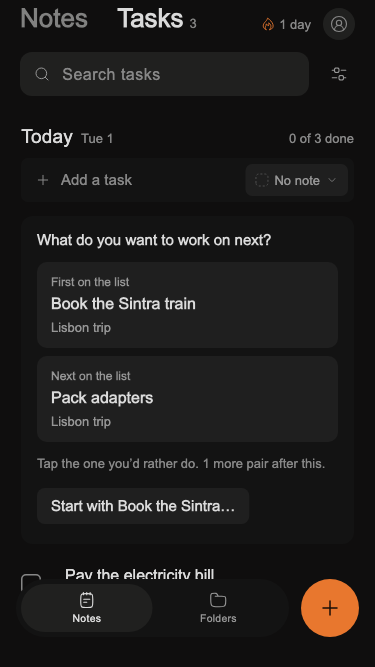 Notes Tasks 3 1 day
Search tasks
Today Tue 1 0 of 3 done
Add a task No note
What do you want to work on next?
First on the list
Book the Sintra train
Lisbon trip
Next on the list
Pack adapters
Lisbon trip
Tap the one you’d rather do. 1 more pair after this.
Start with Book the Sintra…
Pay the electricity bill
Notes Folders